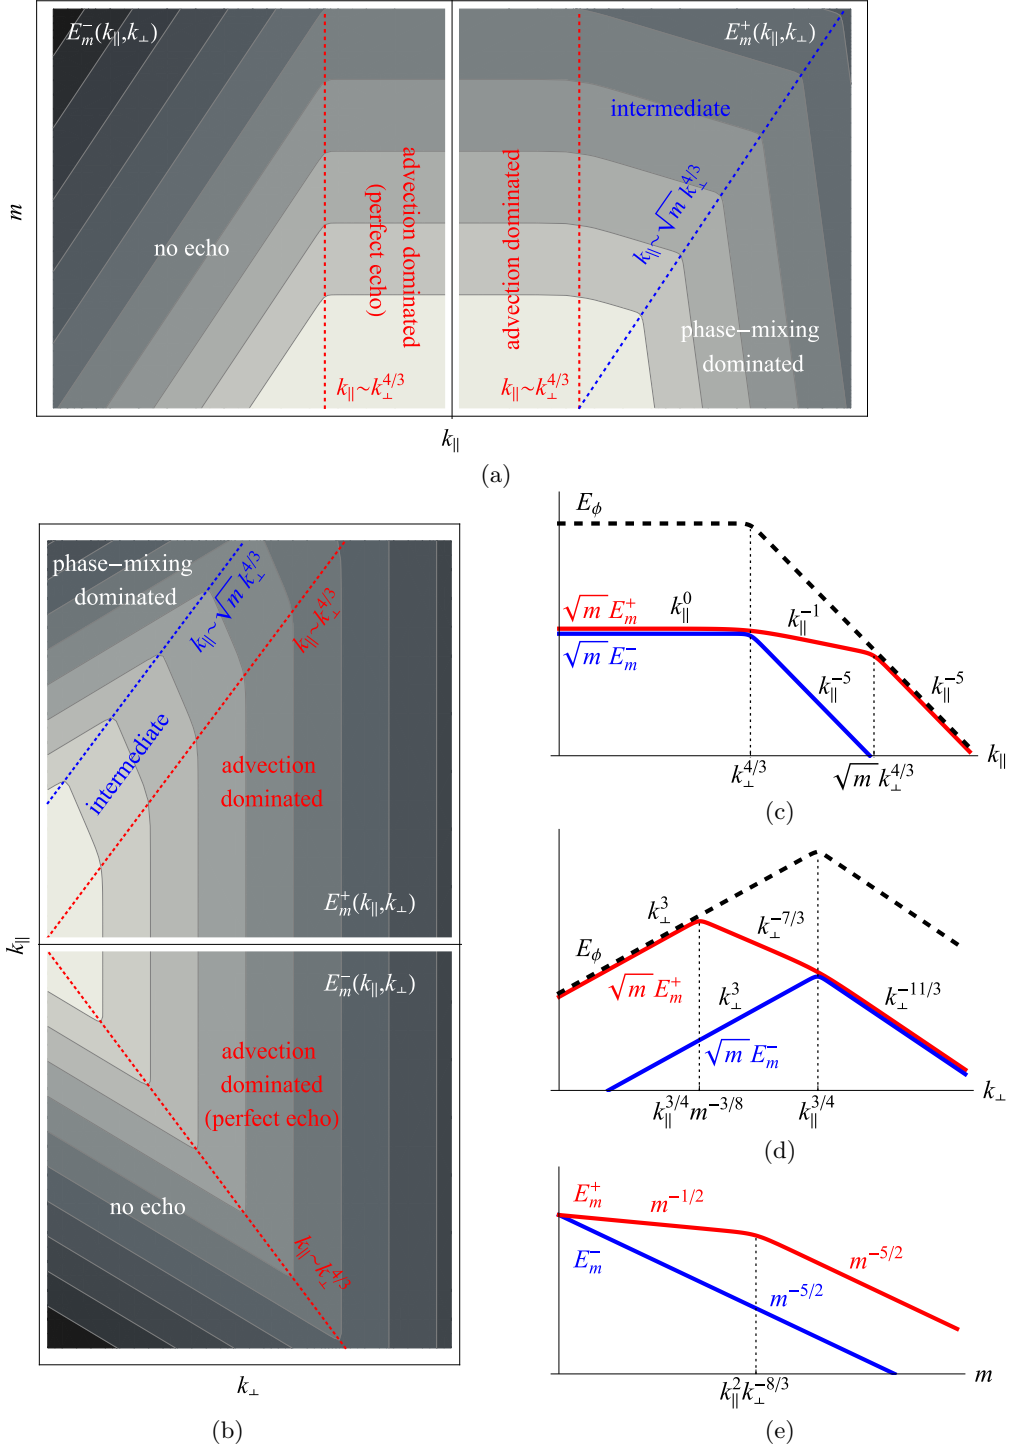 E_m^-(k_∥,k_⊥)
E_m^+(k_∥,k_⊥)
intermediate
no echo
advection dominated
(perfect echo)
advection dominated
k_∥~√m k_⊥^{4/3}
phase−mixing
dominated
k_∥~k_⊥^{4/3}
k_∥~k_⊥^{4/3}
m
k_∥
(a)
phase−mixing
dominated
k_∥~√m k_⊥^{4/3}
k_∥~k_⊥^{4/3}
intermediate
advection
dominated
E_m^+(k_∥,k_⊥)
k_∥
E_m^-(k_∥,k_⊥)
advection
dominated
(perfect echo)
no echo
k_∥~k_⊥^{4/3}
k_⊥
(b)
E_ϕ
√m E_m^+
√m E_m^-
k_∥^0
k_∥^{-1}
k_∥^{-5}
k_∥^{-5}
k_∥
k_⊥^{4/3}
√m k_⊥^{4/3}
(c)
k_⊥^3
k_⊥^{-7/3}
E_ϕ
√m E_m^+
k_⊥^3
k_⊥^{-11/3}
√m E_m^-
k_⊥
k_∥^{3/4} m^{-3/8}
k_∥^{3/4}
(d)
E_m^+
m^{-1/2}
E_m^-
m^{-5/2}
m^{-5/2}
m
k_∥^2 k_⊥^{-8/3}
(e)